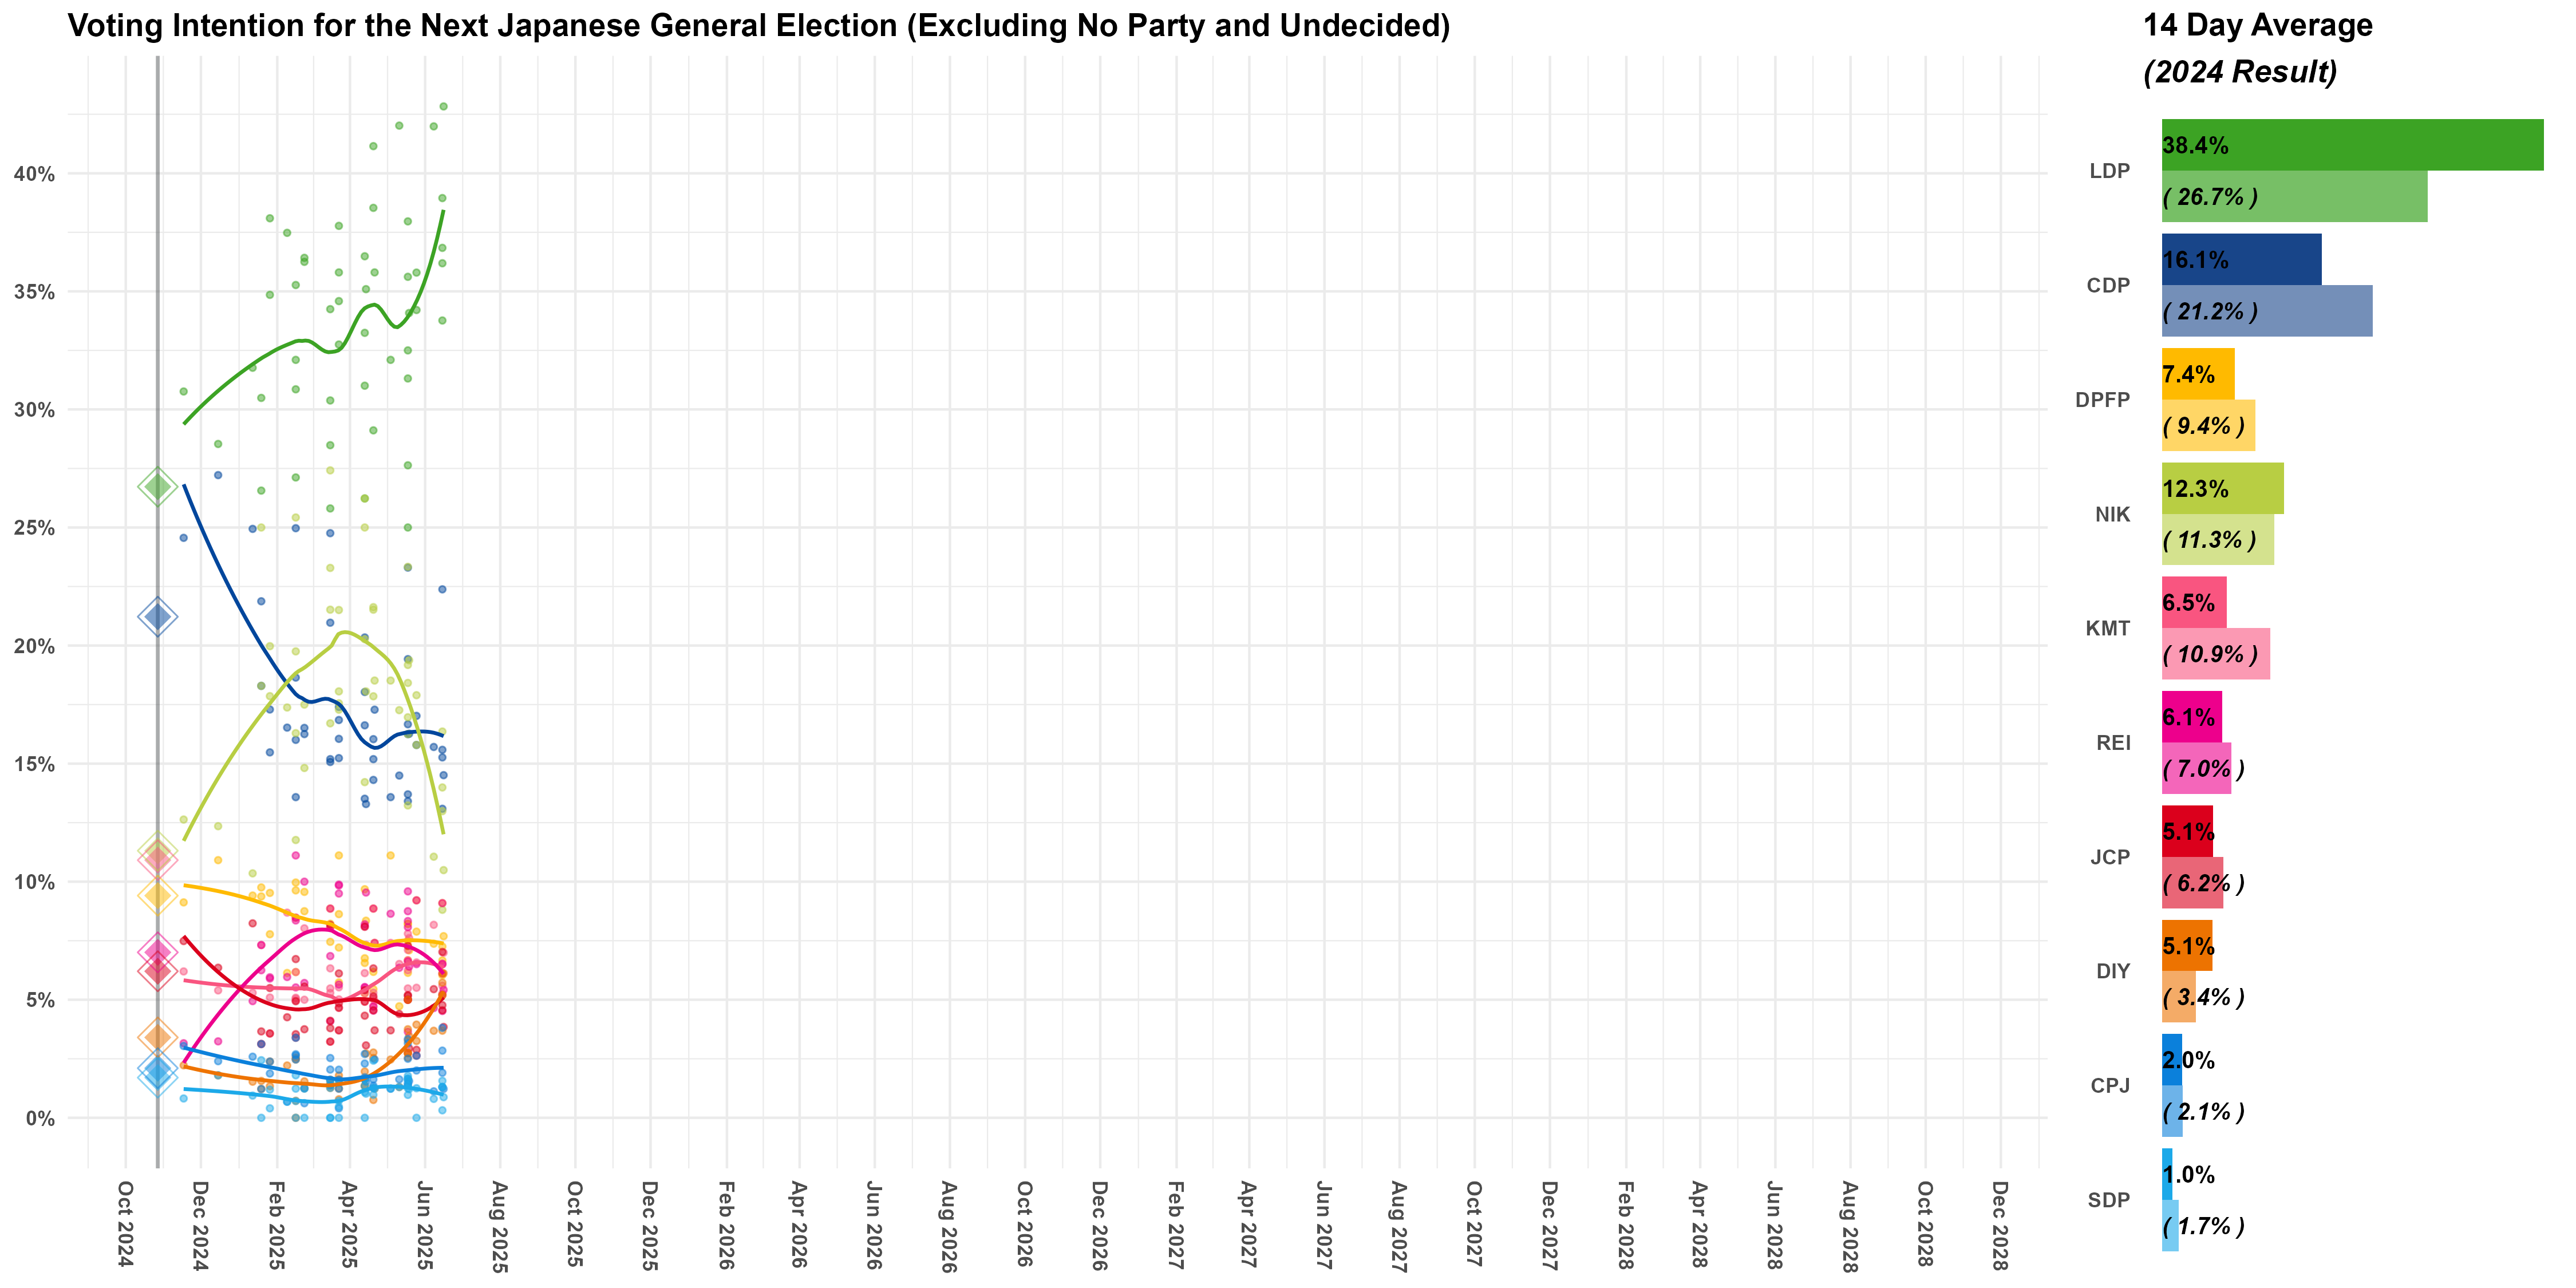 Voting Intention for the Next Japanese General Election (Excluding No Party and Undecided)
14 Day Average
(2024 Result)
40%
35%
30%
25%
20%
15%
10%
5%
0%
Oct 2024
Dec 2024
Feb 2025
Apr 2025
Jun 2025
Aug 2025
Oct 2025
Dec 2025
Feb 2026
Apr 2026
Jun 2026
Aug 2026
Oct 2026
Dec 2026
Feb 2027
Apr 2027
Jun 2027
Aug 2027
Oct 2027
Dec 2027
Feb 2028
Apr 2028
Jun 2028
Aug 2028
Oct 2028
Dec 2028
LDP
38.4%
( 26.7% )
CDP
16.1%
( 21.2% )
DPFP
7.4%
( 9.4% )
NIK
12.3%
( 11.3% )
KMT
6.5%
( 10.9% )
REI
6.1%
( 7.0% )
JCP
5.1%
( 6.2% )
DIY
5.1%
( 3.4% )
CPJ
2.0%
( 2.1% )
SDP
1.0%
( 1.7% )